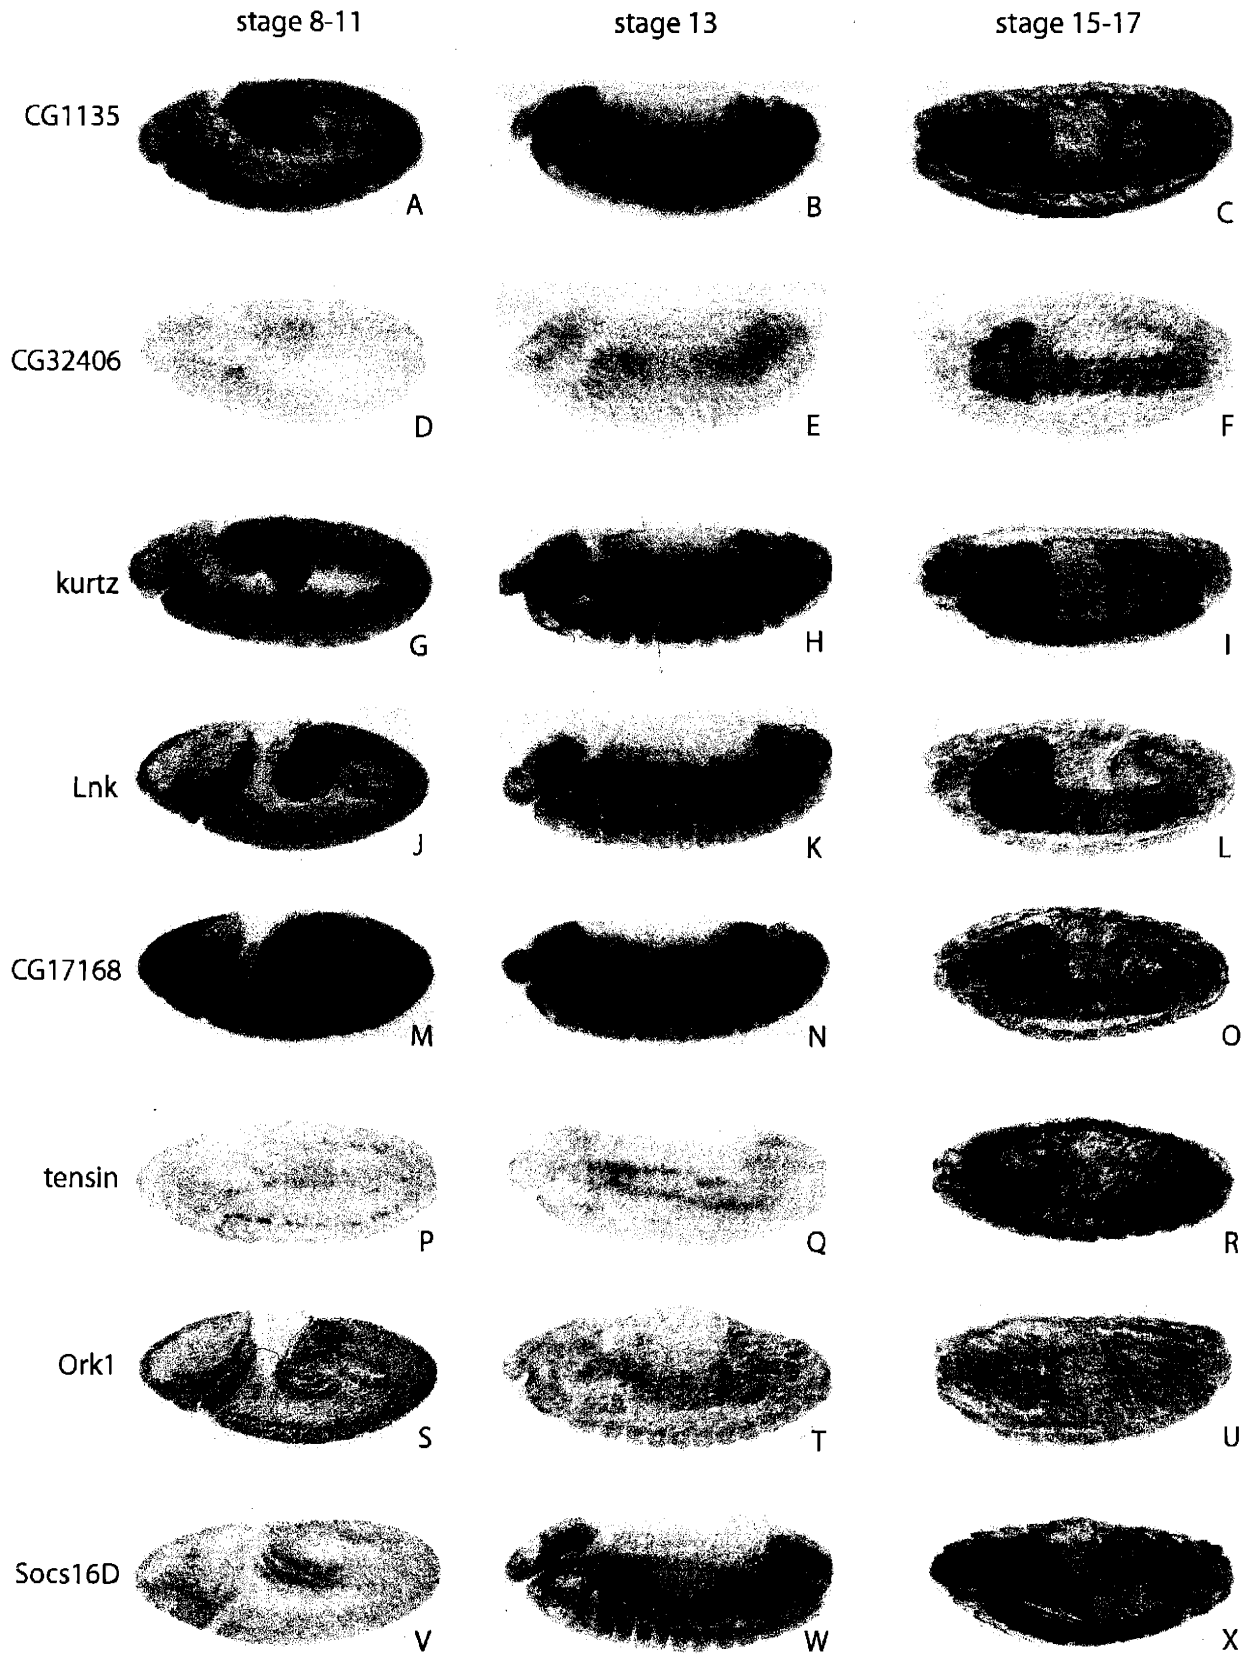 stage 8-11 stage 13 stage 15-17
CG1135
A B C
CG32406
D E F
kurtz
G H I
Lnk
J K L
CG17168
M N O
tensin
P Q R
Ork1
S T U
Socs16D
V W X